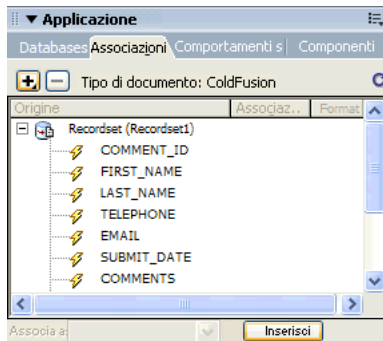 Applicazione
Databases Associazioni Comportamenti s Componenti
Tipo di documento: ColdFusion
Origine Associaz.. Format
Recordset (Recordset1)
COMMENT_ID
FIRST_NAME
LAST_NAME
TELEPHONE
EMAIL
SUBMIT_DATE
COMMENTS
Associa a: Inserisci